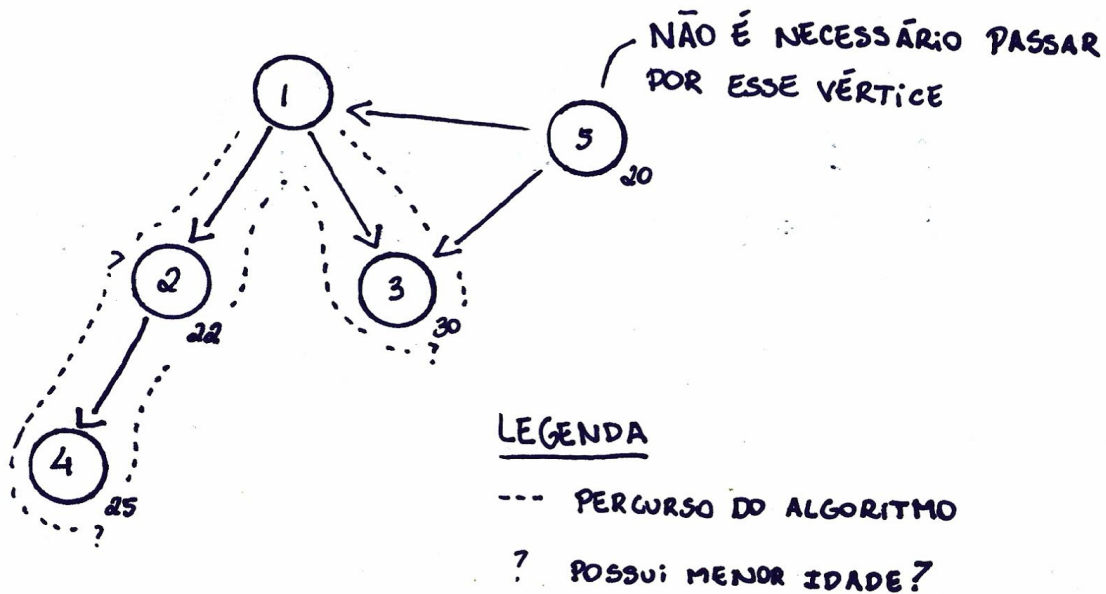 NÃO É NECESSÁRIO PASSAR
POR ESSE VÉRTICE
1
5
20
2
22
3
30
?
?
4
25
?
LEGENDA
--- PERCURSO DO ALGORITMO
? POSSUI MENOR IDADE?